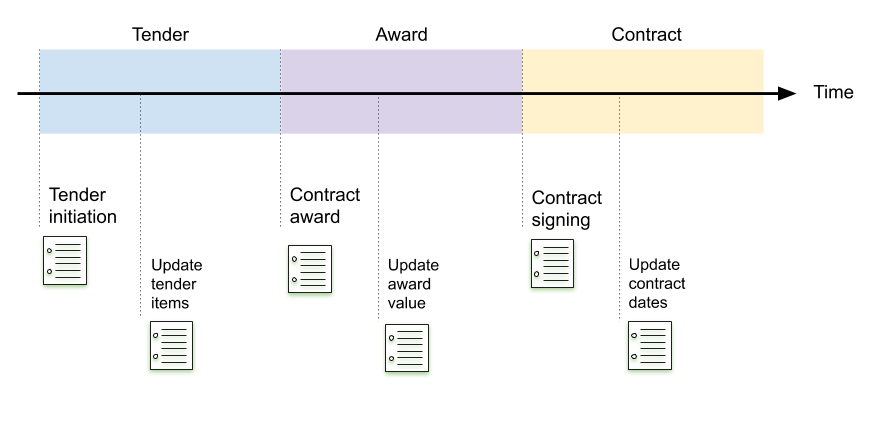 Tender
Award
Contract
Time
Tender
initiation
Contract
award
Contract
signing
Update
tender
items
Update
award
value
Update
contract
dates